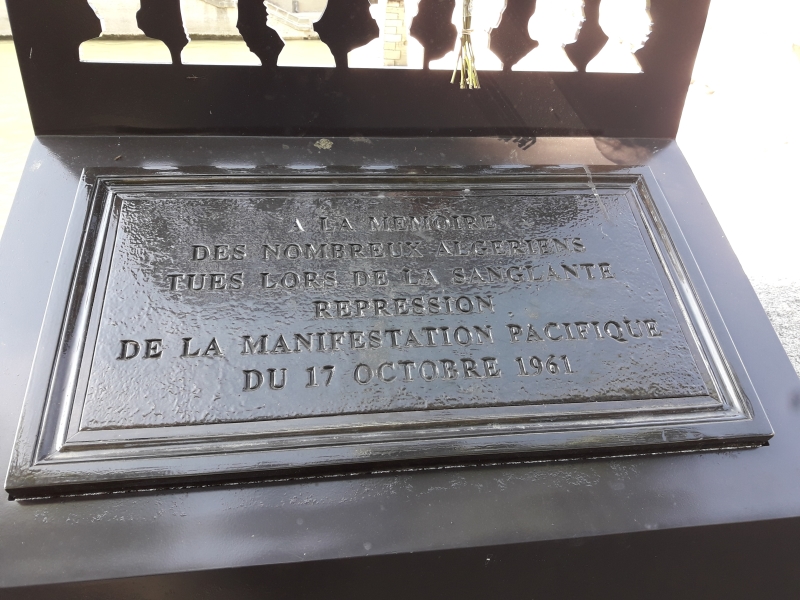 A LA MEMOIRE
DES NOMBREUX ALGERIENS
TUES LORS DE LA SANGLANTE
REPRESSION
DE LA MANIFESTATION PACIFIQUE
DU 17 OCTOBRE 1961